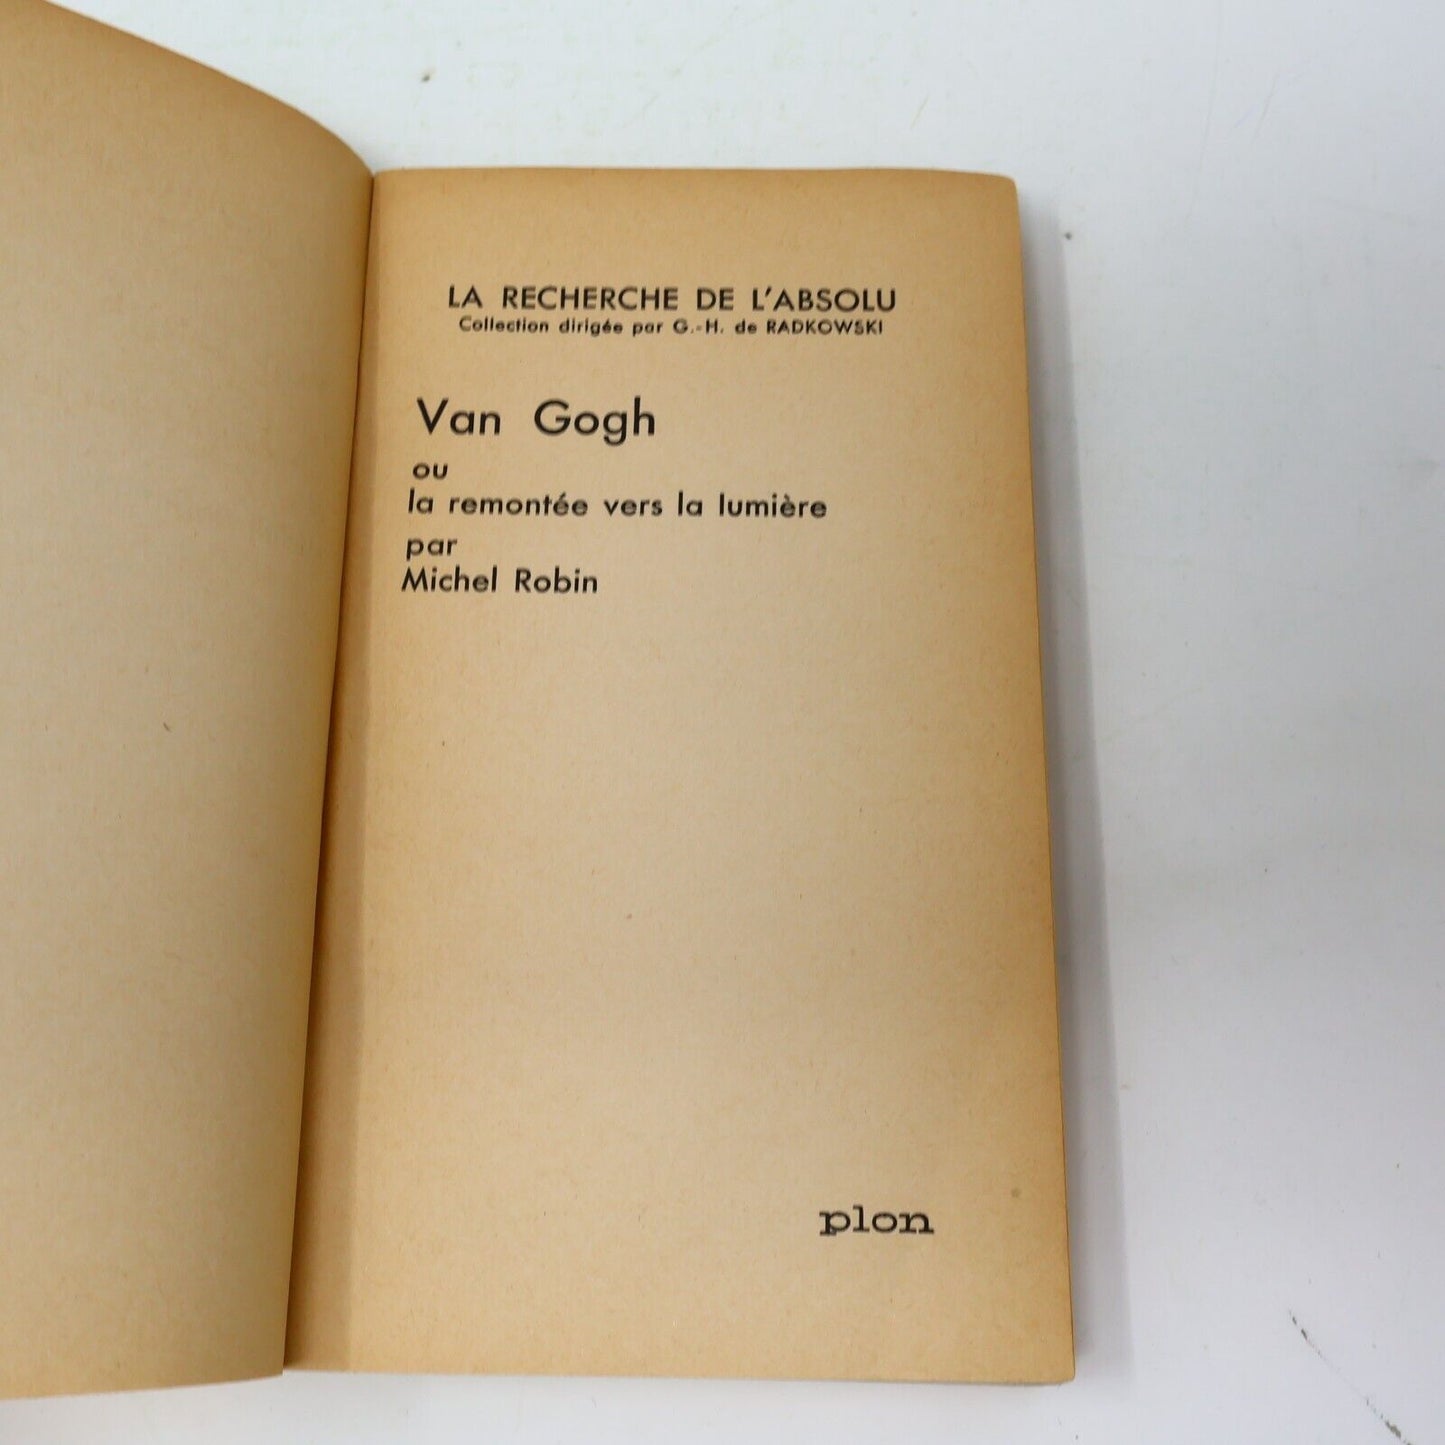 LA RECHERCHE DE L'ABSOLU
Collection dirigée par G.-H. de RADKOWSKI
Van Gogh
ou
la remontée vers la lumière
par
Michel Robin
plon